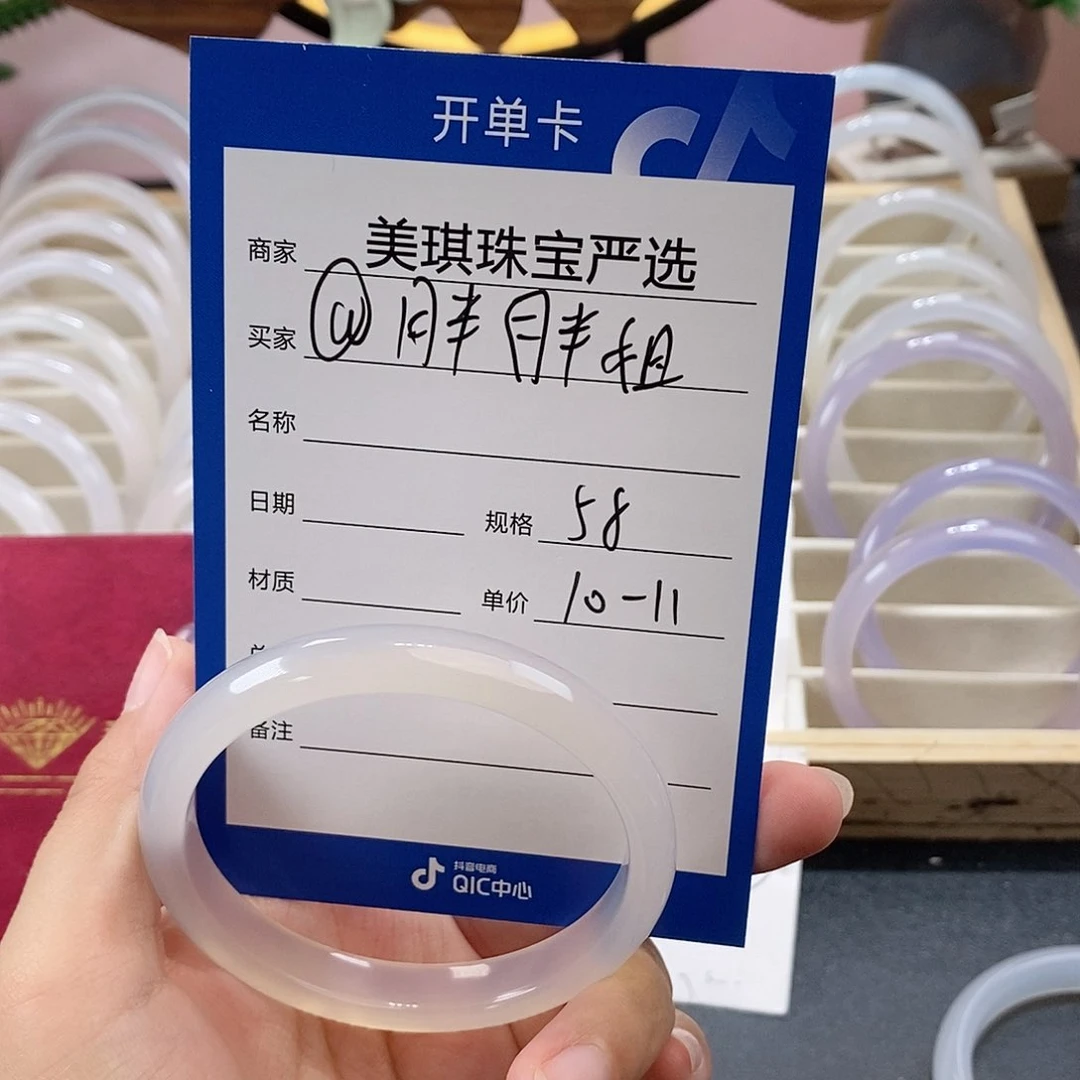 开单卡
商家 美琪珠宝严选
买家 @胖胖姐
名称
日期 规格 58
材质 单价 10-11
备注
抖音电商
QIC中心